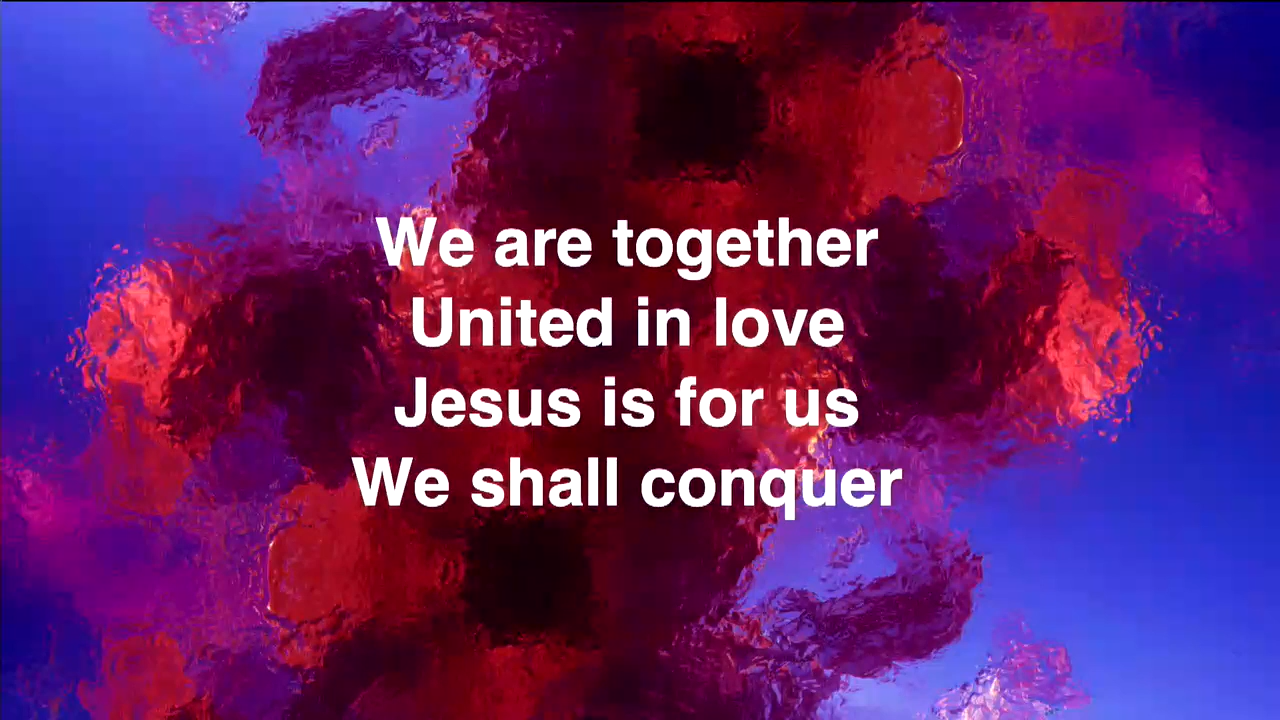 We are together
United in love
Jesus is for us
We shall conquer